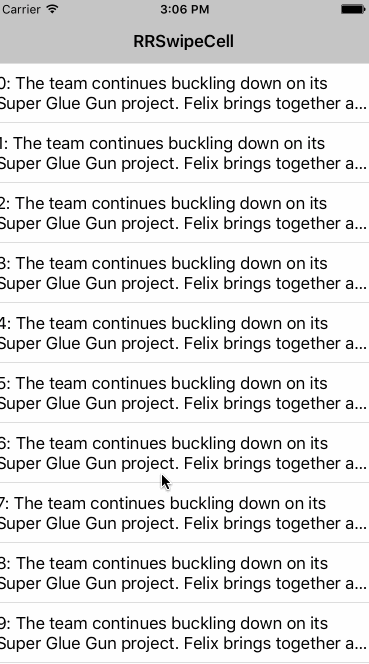 Carrier 3:06 PM
RRSwipeCell
0: The team continues buckling down on its
Super Glue Gun project. Felix brings together a...
1: The team continues buckling down on its
Super Glue Gun project. Felix brings together a...
2: The team continues buckling down on its
Super Glue Gun project. Felix brings together a...
3: The team continues buckling down on its
Super Glue Gun project. Felix brings together a...
4: The team continues buckling down on its
Super Glue Gun project. Felix brings together a...
5: The team continues buckling down on its
Super Glue Gun project. Felix brings together a...
6: The team continues buckling down on its
Super Glue Gun project. Felix brings together a...
7: The team continues buckling down on its
Super Glue Gun project. Felix brings together a...
8: The team continues buckling down on its
Super Glue Gun project. Felix brings together a...
9: The team continues buckling down on its
Super Glue Gun project. Felix brings together a...